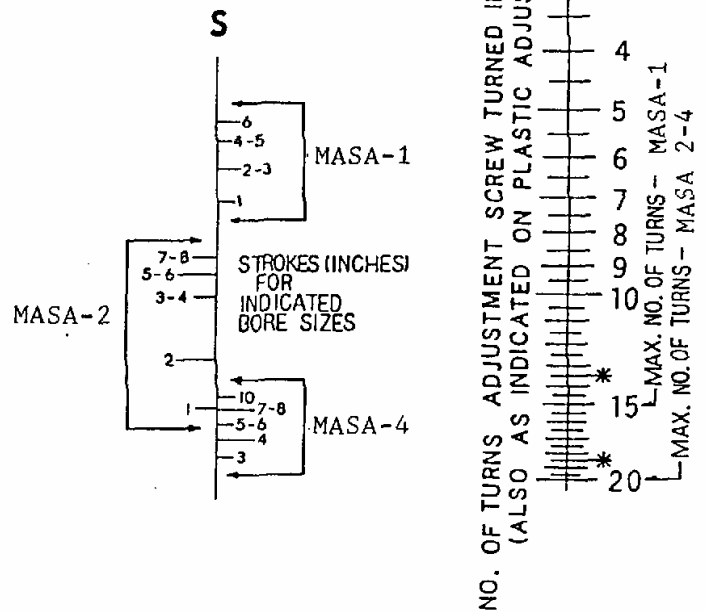 S
6
4-5
2-3
1
MASA-1
7-8
5-6
3-4
2
1
MASA-2
STROKES (INCHES)
FOR
INDICATED
BORE SIZES
10
7-8
5-6
4
3
MASA-4
NO. OF TURNS ADJUSTMENT SCREW TURNED
(ALSO AS INDICATED ON PLASTIC
4
5
6
7
8
9
10
*
15
*
20
MAX. NO. OF TURNS- MASA-1
MAX. NO. OF TURNS- MASA 2-4